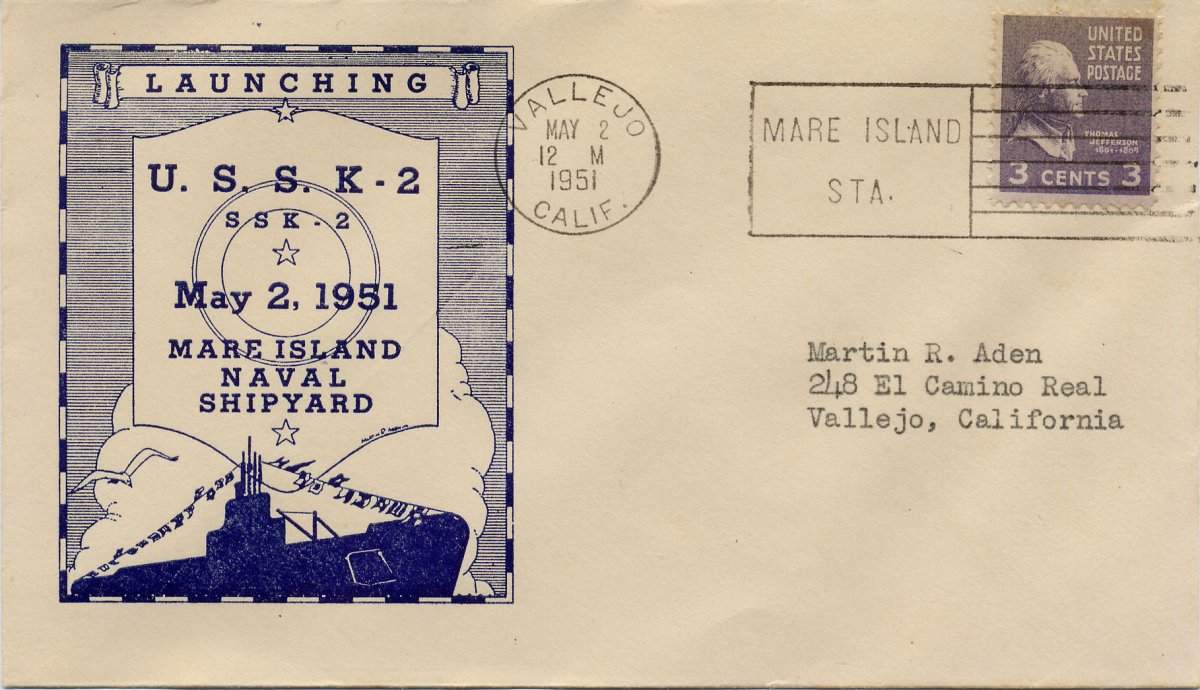 LAUNCHING
U. S. S. K-2
SSK-2
May 2, 1951
MARE ISLAND
NAVAL
SHIPYARD
VALLEJO
MAY 2
12 M
1951
CALIF.
MARE ISLAND
STA.
UNITED
STATES
POSTAGE
THOMAS
JEFFERSON
3 CENTS 3
Martin R. Aden
248 El Camino Real
Vallejo, California